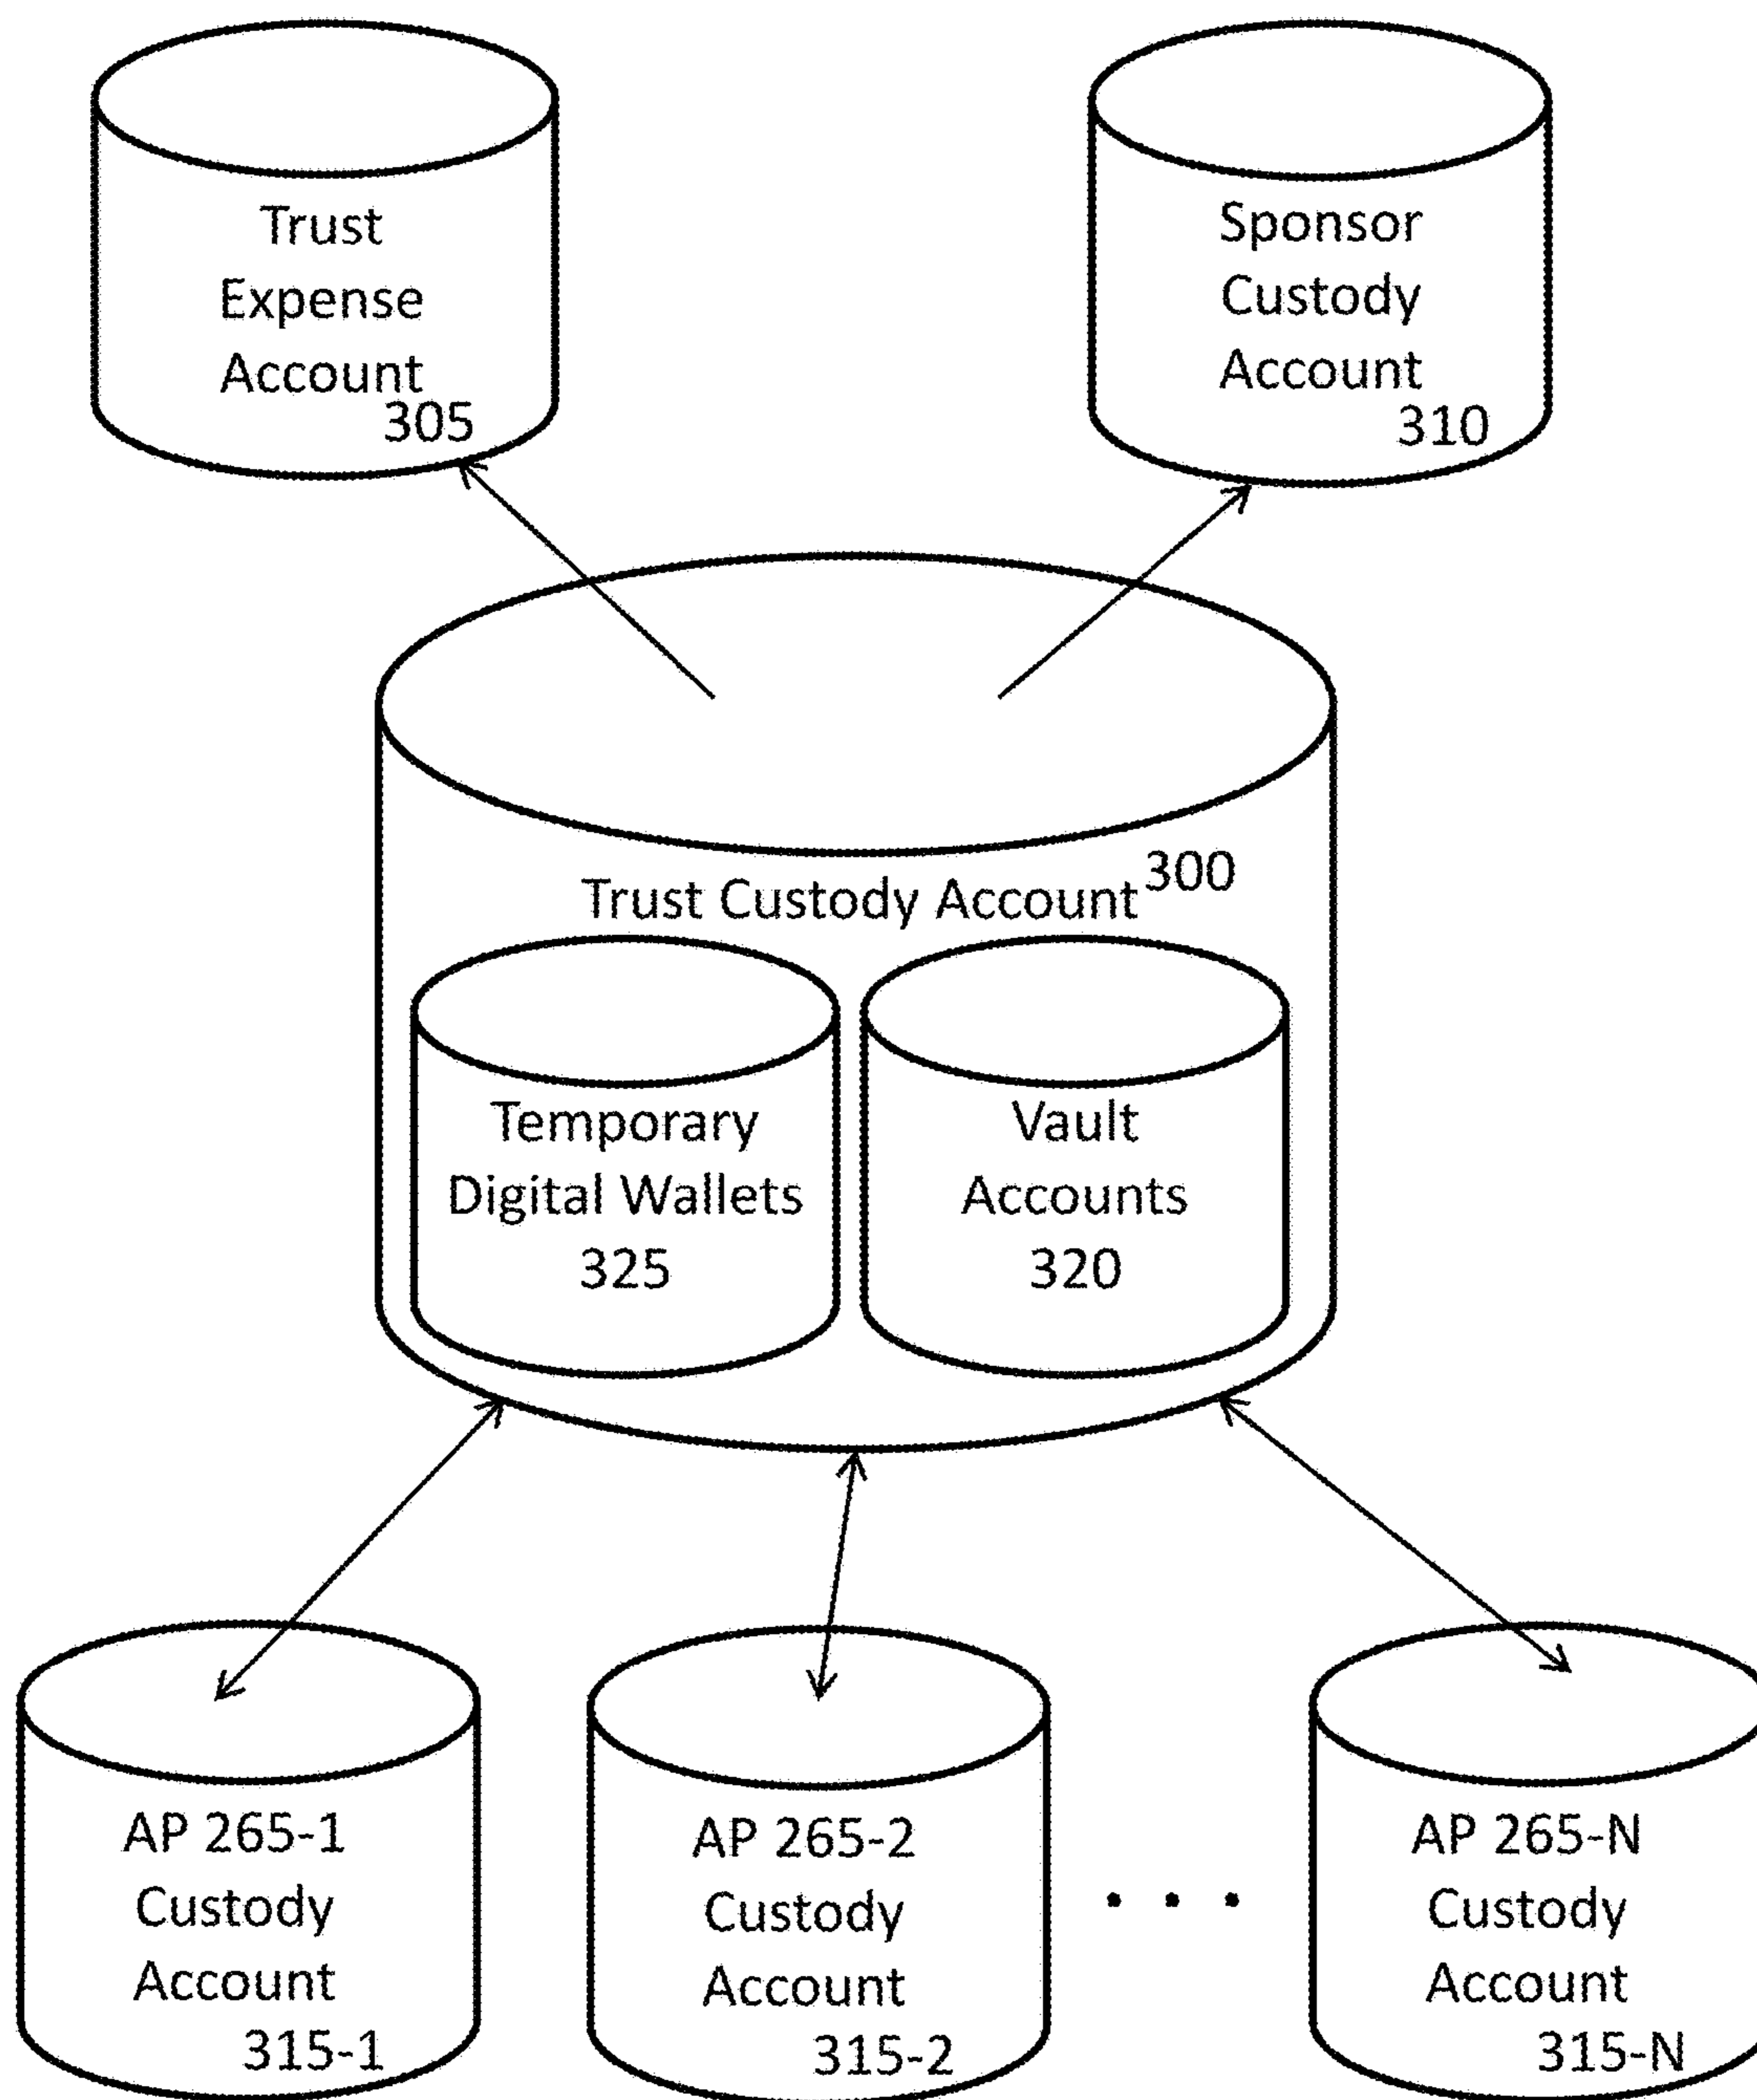 Trust
Expense
Account
305
Sponsor
Custody
Account
310
Trust Custody Account 300
Temporary
Digital Wallets
325
Vault
Accounts
320
AP 265-1
Custody
Account
315-1
AP 265-2
Custody
Account
315-2
. . .
AP 265-N
Custody
Account
315-N